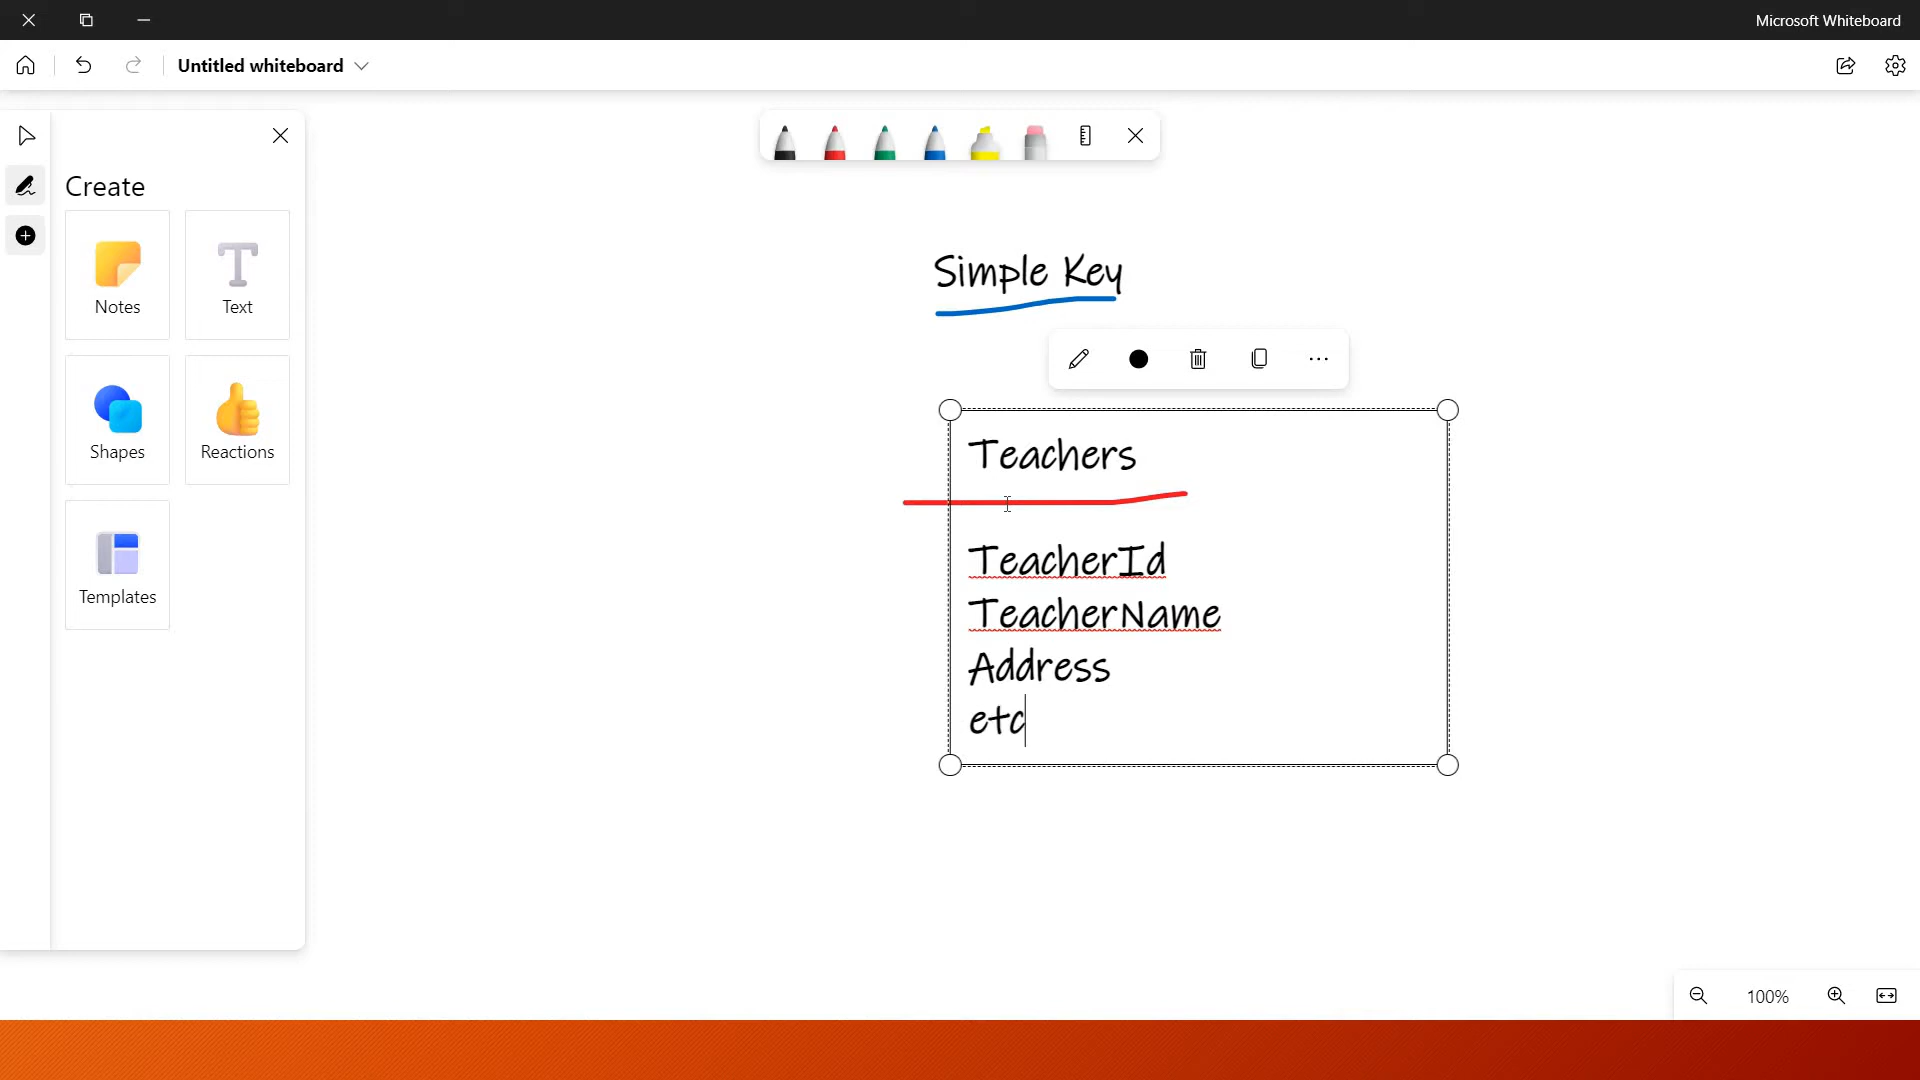 Microsoft Whiteboard
Untitled whiteboard
Create
Notes
Text
Shapes
Reactions
Templates
Simple Key
Teachers
TeacherId
TeacherName
Address
etc
100%